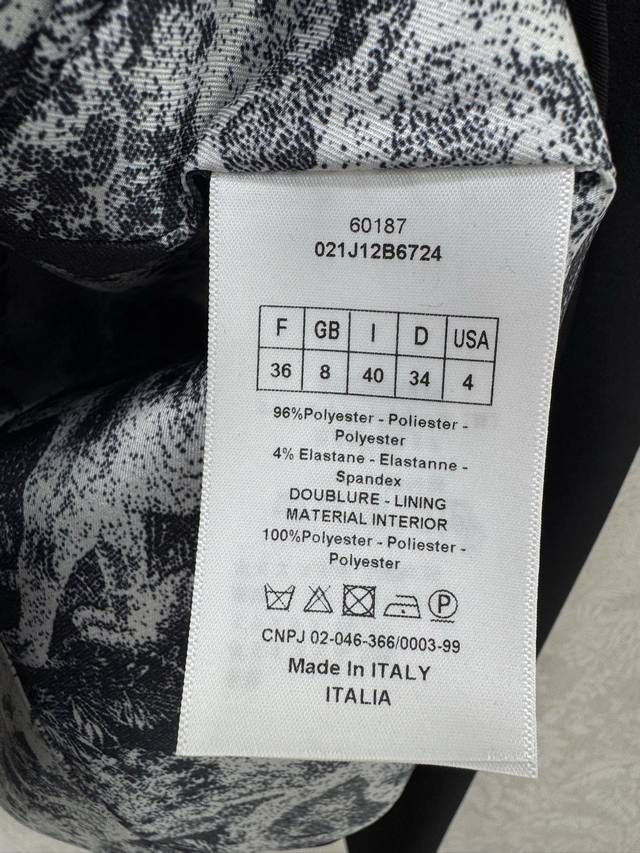 60187
021J12B6724
F GB I D USA
36 8 40 34 4
96%Polyester - Poliester -
Polyester
4% Elastane - Elastanne -
Spandex
DOUBLURE - LINING
MATERIAL INTERIOR
100%Polyester - Poliester -
Polyester
P
CNPJ 02-046-366/0003-99
Made In ITALY
ITALIA